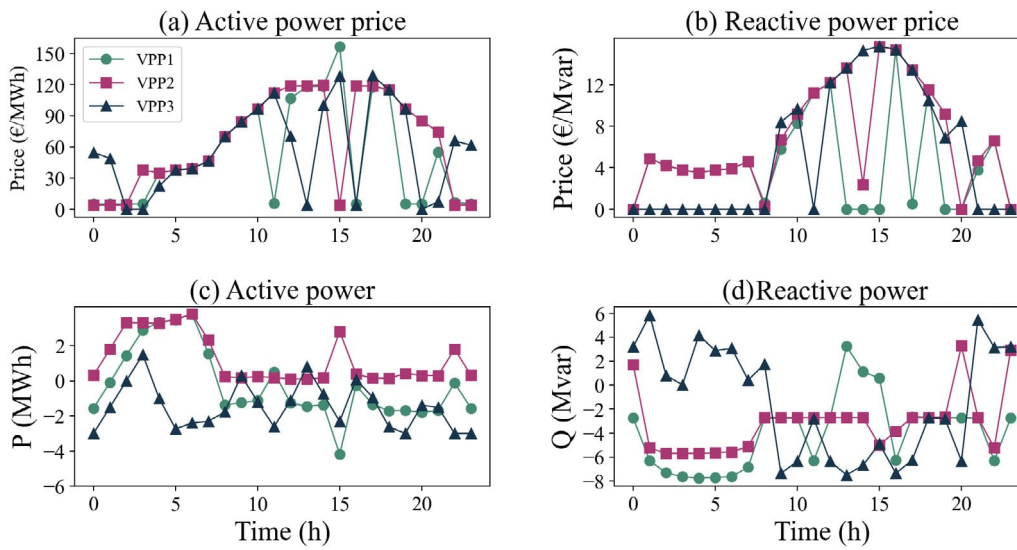 (a) Active power price
(b) Reactive power price
Price (€/MWh)
150
120
90
60
30
0
VPP1
VPP2
VPP3
0 5 10 15 20
Price (€/Mvar)
12
8
4
0
0 5 10 15 20
(c) Active power
(d)Reactive power
P (MWh)
2
0
−2
−4
−6
0 5 10 15 20
Time (h)
Q (Mvar)
6
4
2
0
−2
−4
−6
−8
0 5 10 15 20
Time (h)